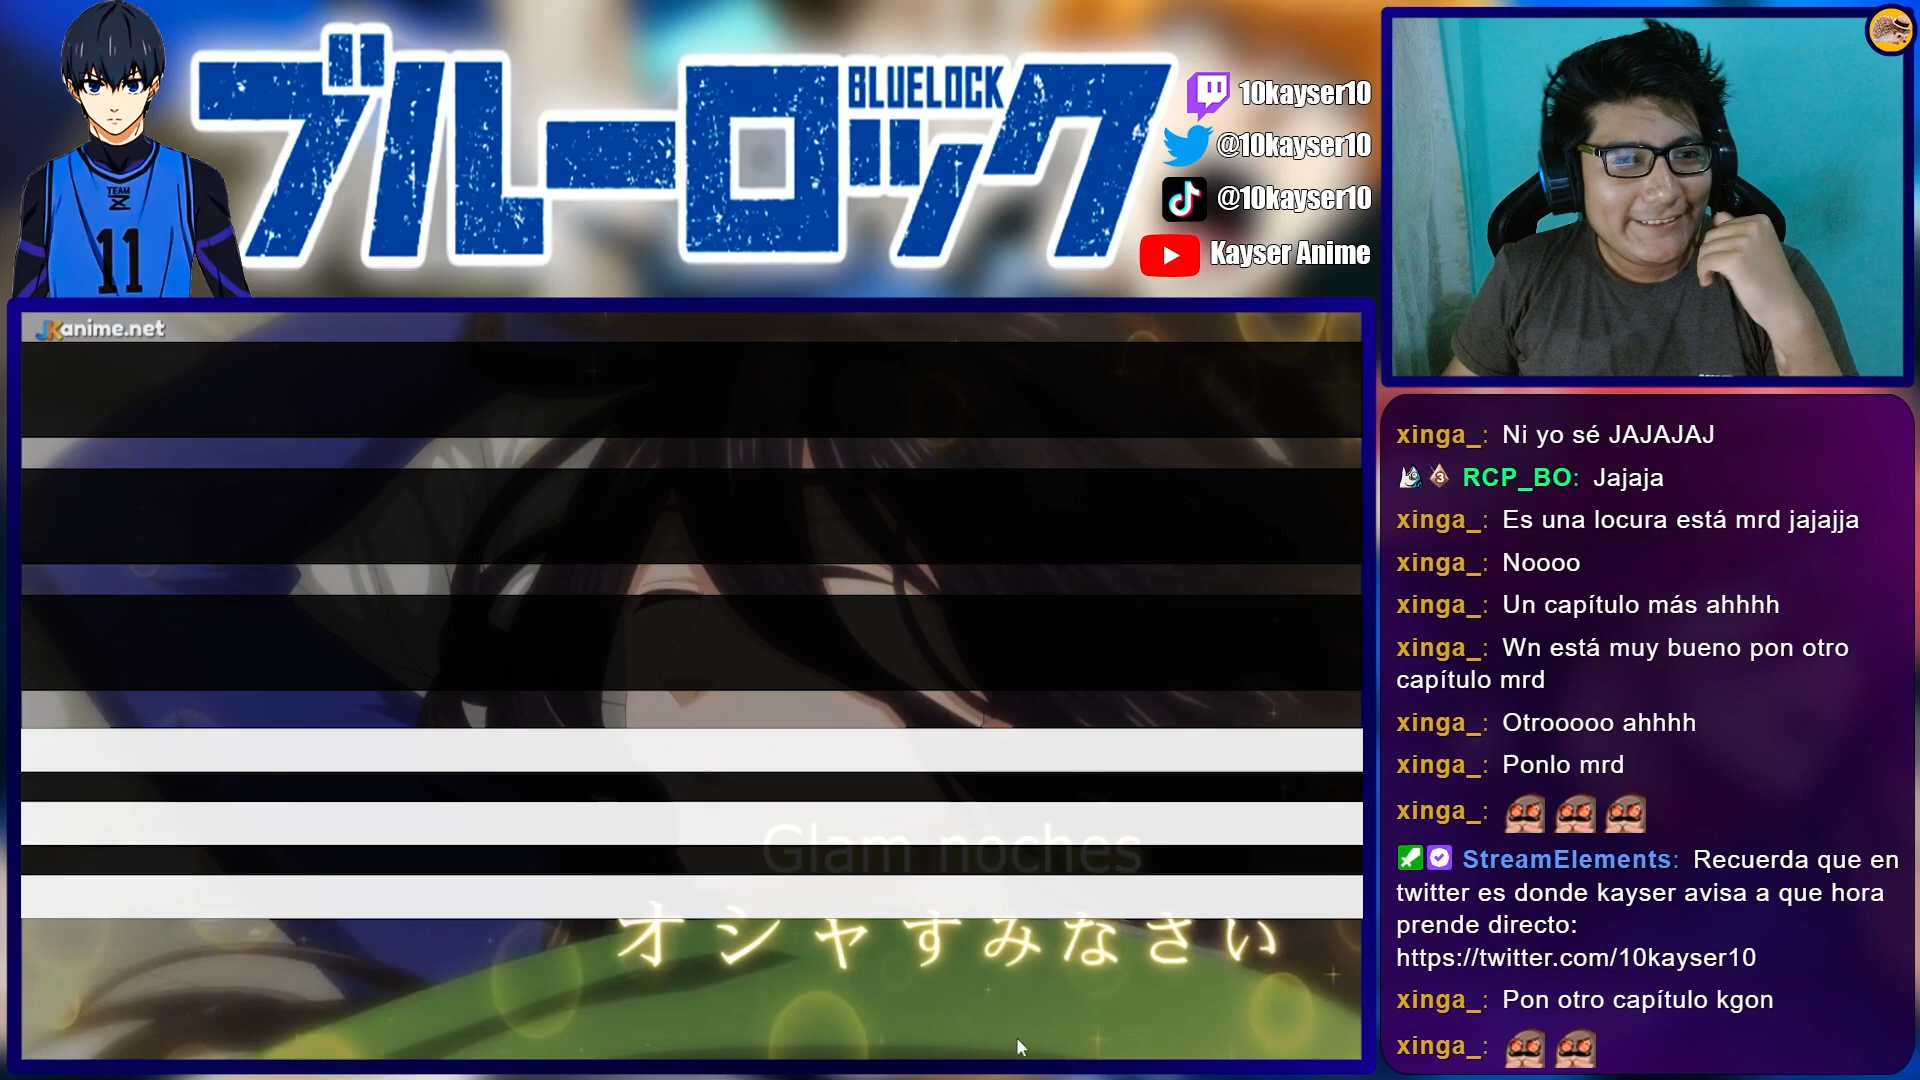 ブルーロック
BLUELOCK
TEAM
Z
11
10kayser10
@10kayser10
@10kayser10
Kayser Anime
JKanime.net
Glam noches
オシャすみなさい
xinga_: Ni yo sé JAJAJAJ
3 RCP_BO: Jajaja
xinga_: Es una locura está mrd jajajja
xinga_: Noooo
xinga_: Un capítulo más ahhhh
xinga_: Wn está muy bueno pon otro
capítulo mrd
xinga_: Otrooooo ahhhh
xinga_: Ponlo mrd
xinga_:
StreamElements: Recuerda que en
twitter es donde kayser avisa a que hora
prende directo:
https://twitter.com/10kayser10
xinga_: Pon otro capítulo kgon
xinga_: